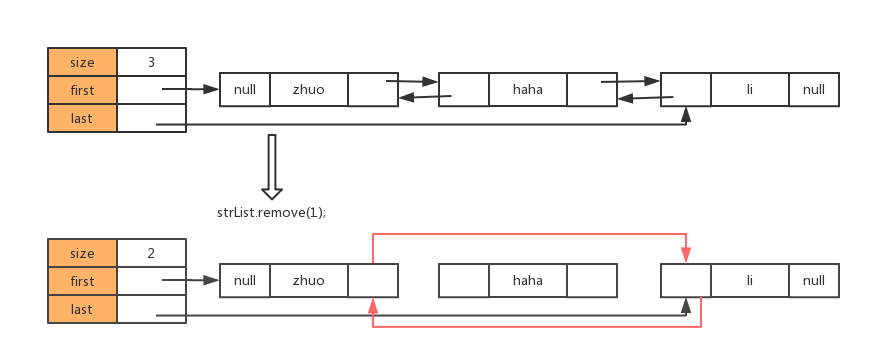 size 3
first null zhuo haha li null
last
strList.remove(1);
size 2
first null zhuo haha li null
last